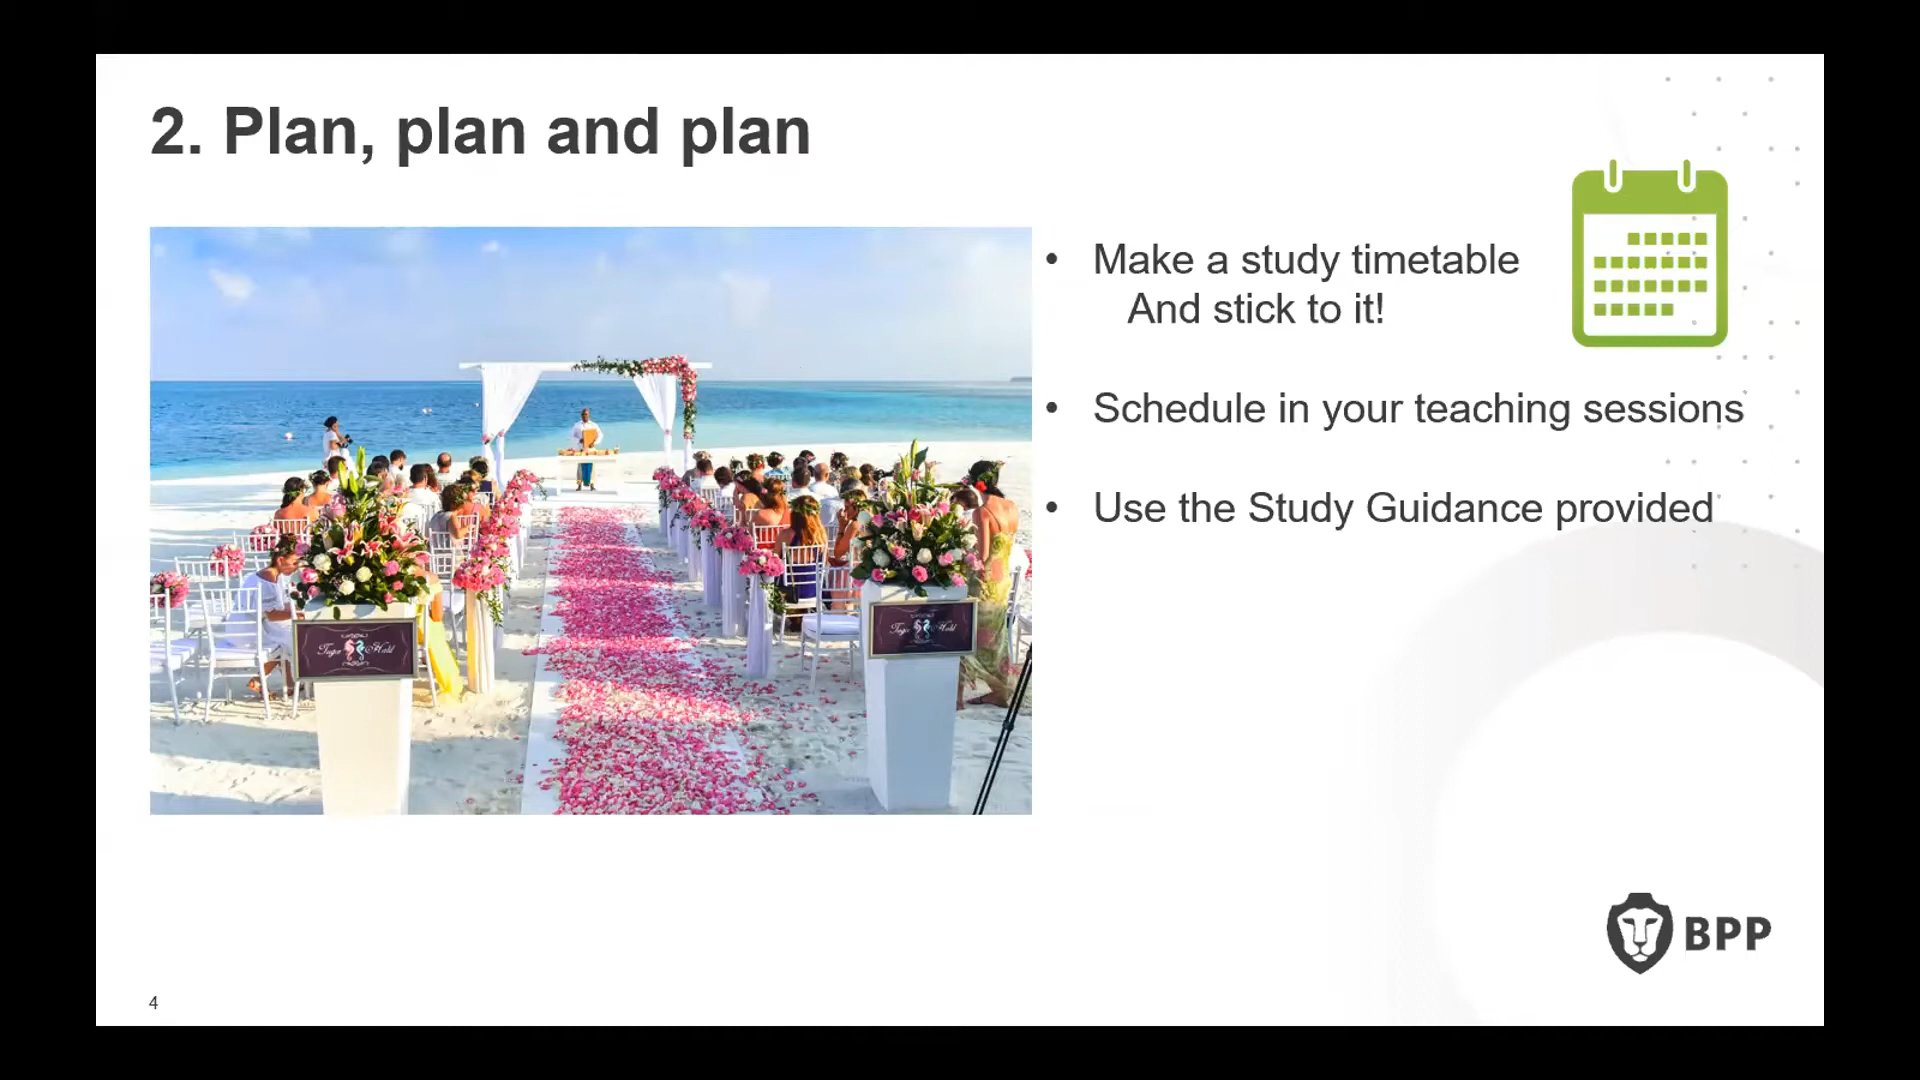 2. Plan, plan and plan
• Make a study timetable
And stick to it!
• Schedule in your teaching sessions
• Use the Study Guidance provided
BPP
4